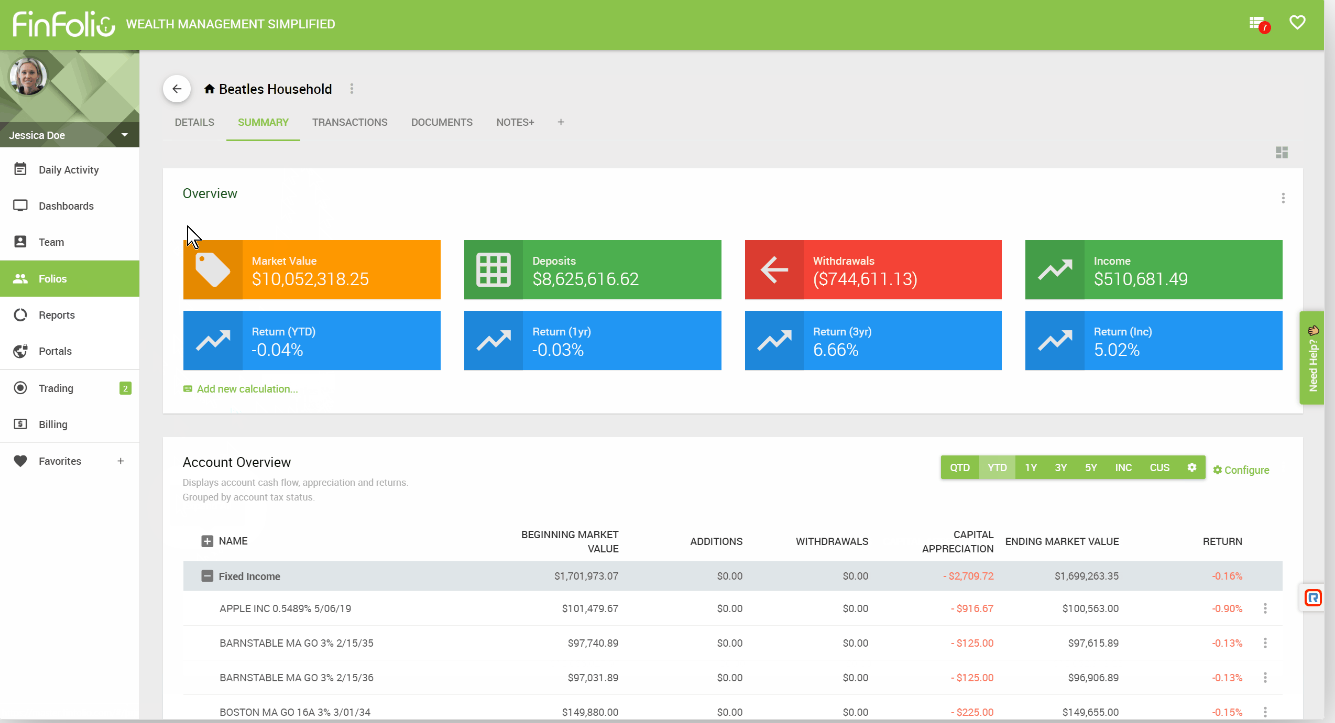 FinFolio WEALTH MANAGEMENT SIMPLIFIED
Beatles Household
Jessica Doe
DETAILS SUMMARY TRANSACTIONS DOCUMENTS NOTES+ +
Daily Activity
Dashboards
Team
Folios
Reports
Portals
Trading 2
Billing
Favorites +
Overview
Market Value
$10,052,318.25
Deposits
$8,625,616.62
Withdrawals
($744,611.13)
Income
$510,681.49
Return (YTD)
-0.04%
Return (1yr)
-0.03%
Return (3yr)
6.66%
Return (Inc)
5.02%
Add new calculation...
Need Help?
Account Overview
Displays account cash flow, appreciation and returns.
Grouped by account tax status.
QTD YTD 1Y 3Y 5Y INC CUS Configure
NAME BEGINNING MARKET VALUE ADDITIONS WITHDRAWALS CAPITAL APPRECIATION ENDING MARKET VALUE RETURN
Fixed Income $1,701,973.07 $0.00 $0.00 - $2,709.72 $1,699,263.35 -0.16%
APPLE INC 0.5489% 5/06/19 $101,479.67 $0.00 $0.00 - $916.67 $100,563.00 -0.90%
BARNSTABLE MA GO 3% 2/15/35 $97,740.89 $0.00 $0.00 - $125.00 $97,615.89 -0.13%
BARNSTABLE MA GO 3% 2/15/36 $97,031.89 $0.00 $0.00 - $125.00 $96,906.89 -0.13%
BOSTON MA GO 16A 3% 3/01/34 $149,880.00 $0.00 $0.00 - $225.00 $149,655.00 -0.15%